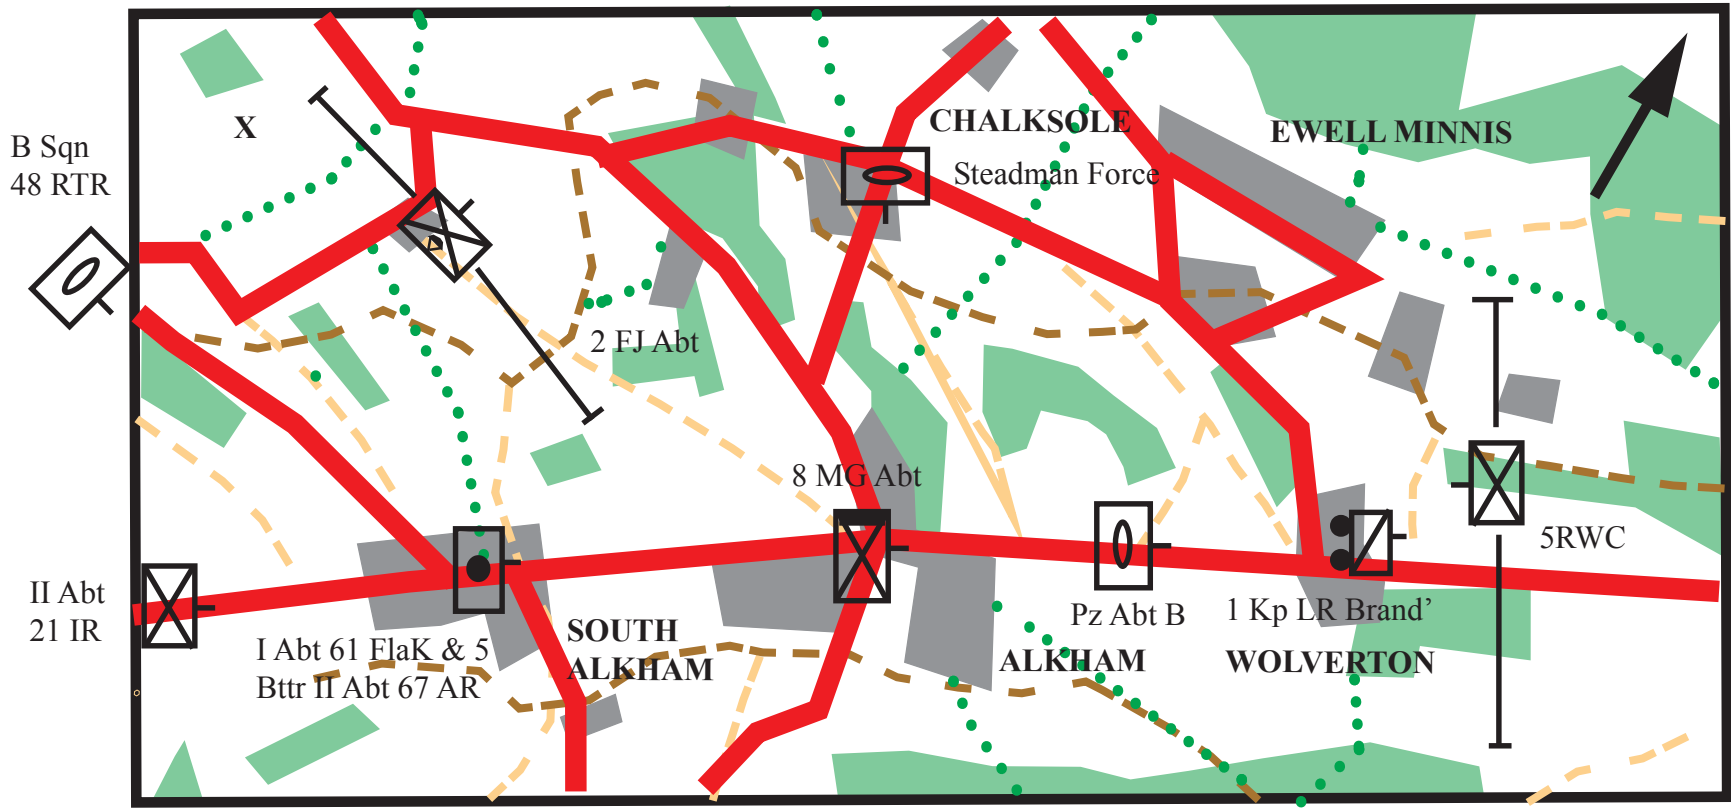 X
CHALKSOLE
EWELL MINNIS
B Sqn
48 RTR
Steadman Force
2 FJ Abt
8 MG Abt
5RWC
II Abt
21 IR
Pz Abt B
1 Kp LR Brand’
I Abt 61 FlaK & 5
Bttr II Abt 67 AR
SOUTH
ALKHAM
ALKHAM
WOLVERTON